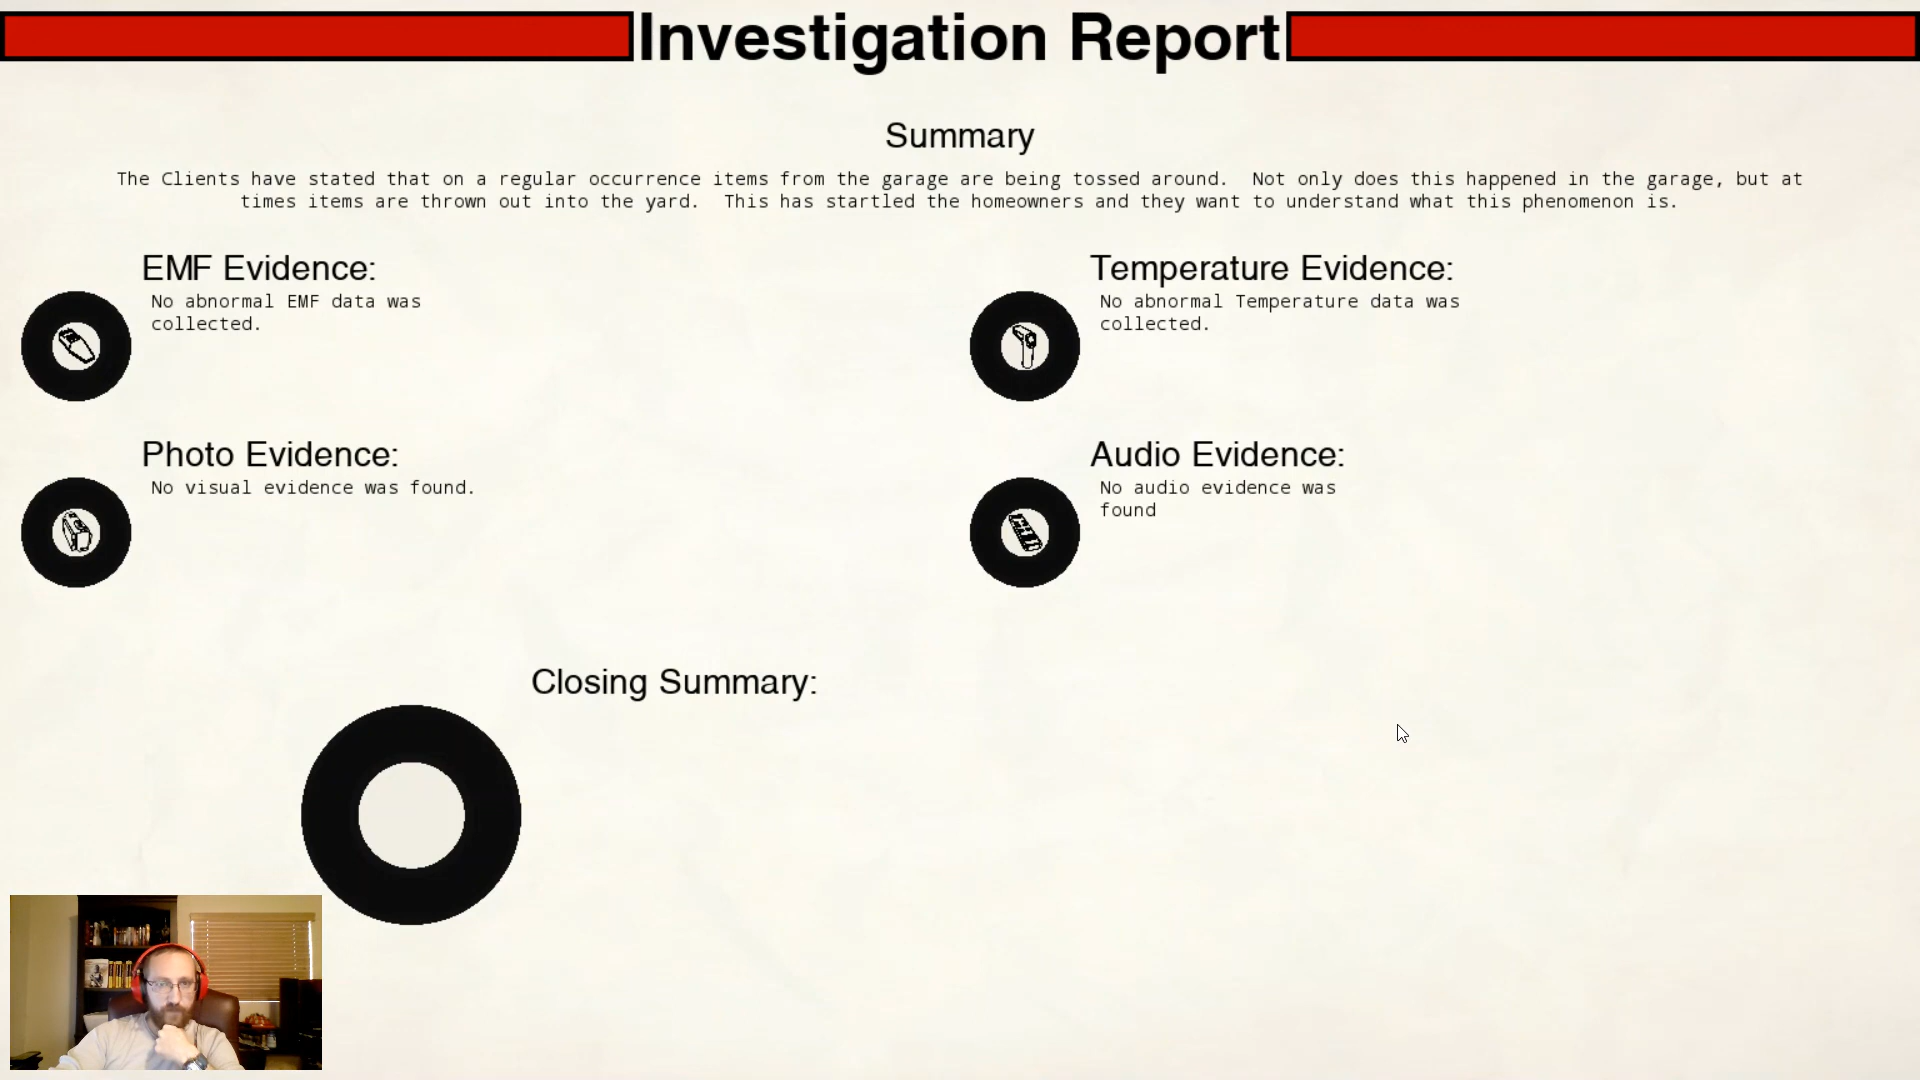 Investigation Report
Summary
The Clients have stated that on a regular occurrence items from the garage are being tossed around.  Not only does this happened in the garage, but at
times items are thrown out into the yard.  This has startled the homeowners and they want to understand what this phenomenon is.
EMF Evidence:
No abnormal EMF data was
collected.
Temperature Evidence:
No abnormal Temperature data was
collected.
Photo Evidence:
No visual evidence was found.
Audio Evidence:
No audio evidence was
found
Closing Summary: